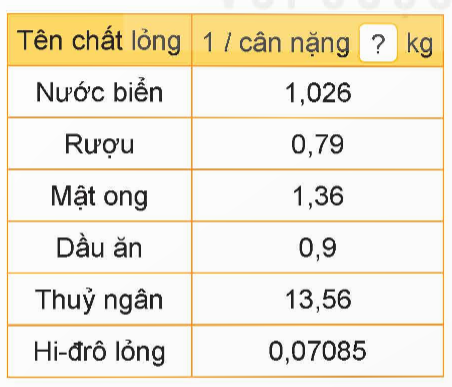 Tên chất lỏng 1 l cân nặng ? kg
Nước biển 1,026
Rượu 0,79
Mật ong 1,36
Dầu ăn 0,9
Thuỷ ngân 13,56
Hi-đrô lỏng 0,07085